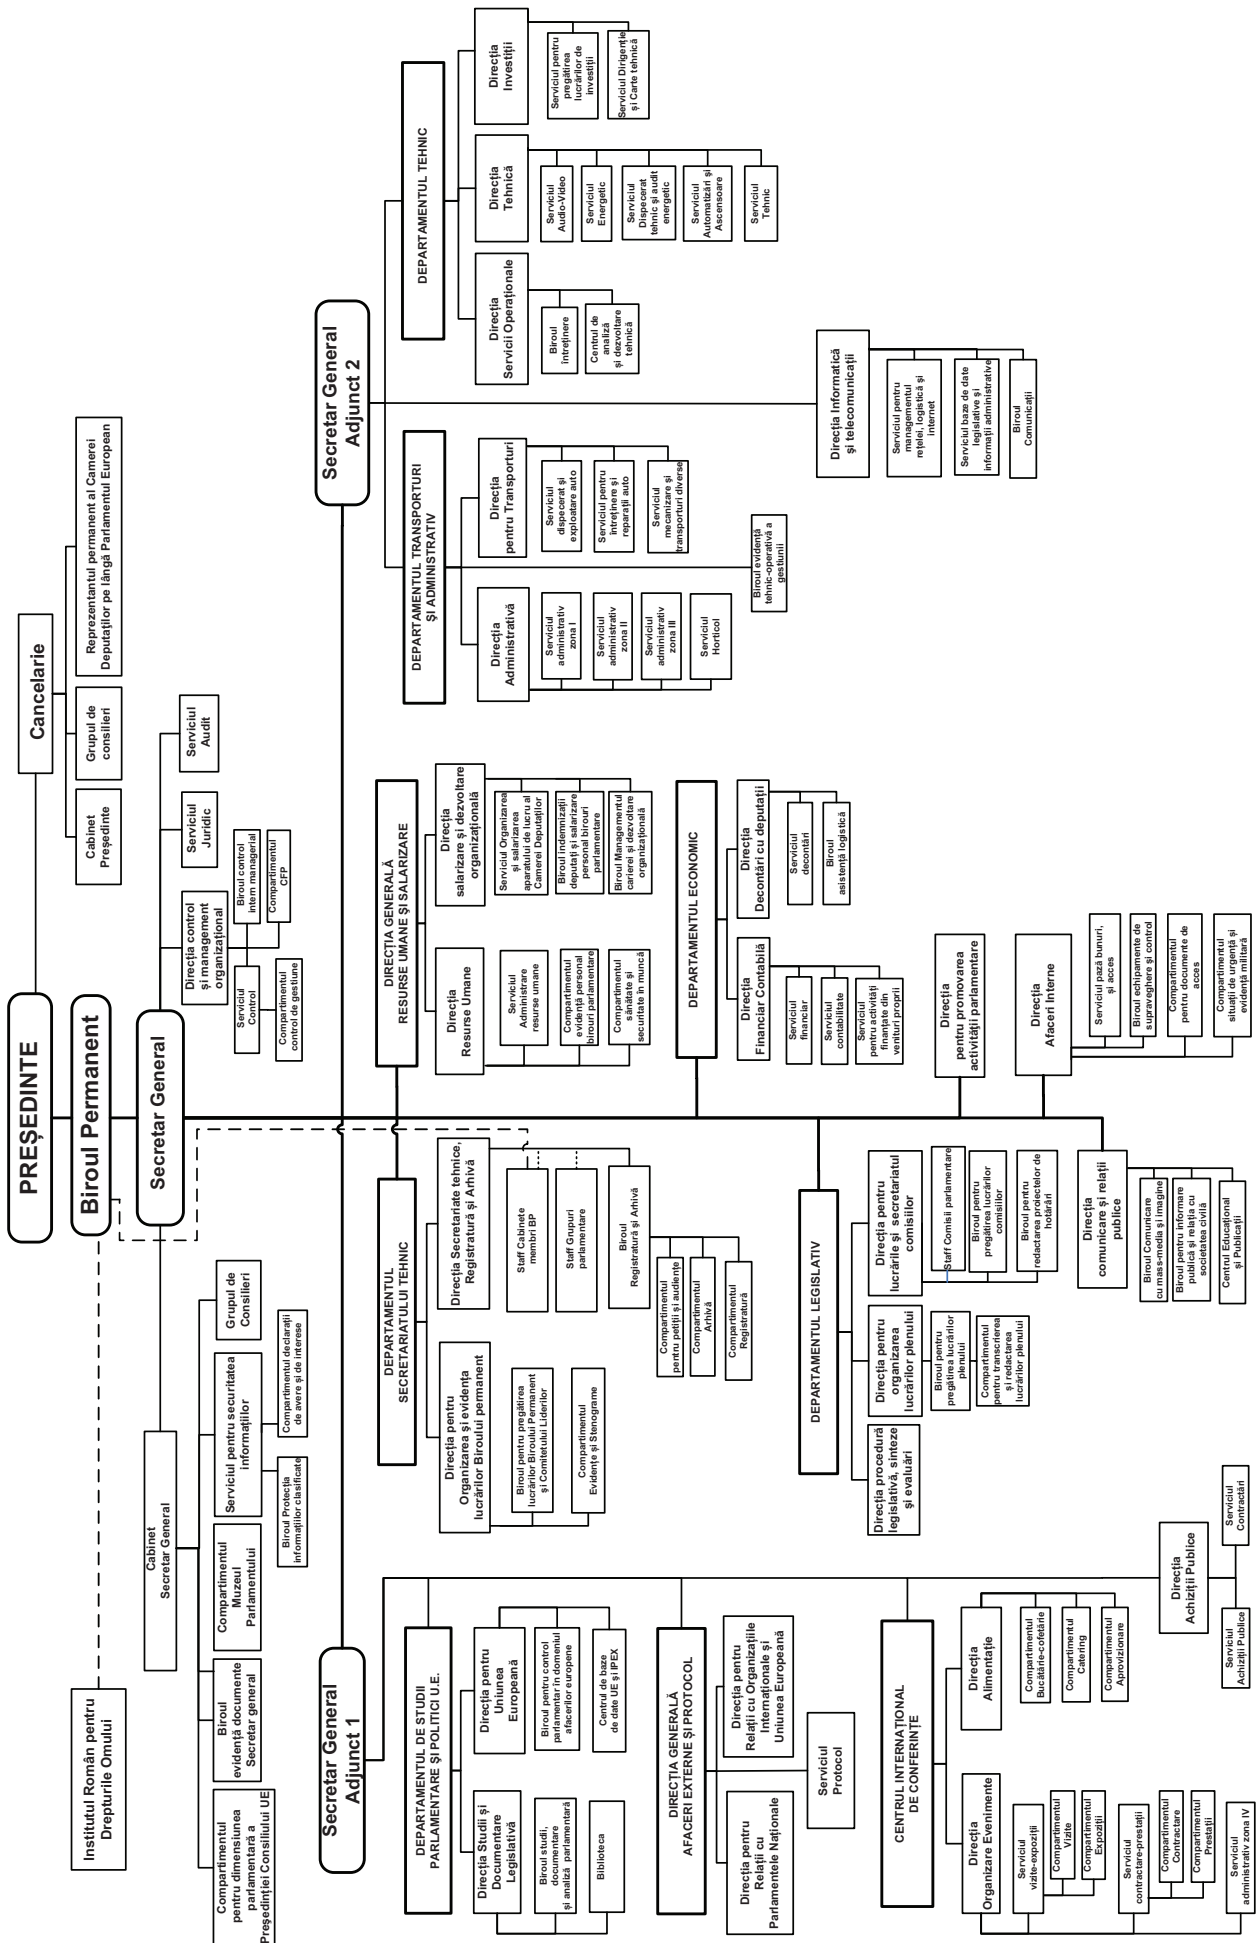 PREȘEDINTE
Cancelarie
Cabinet
Președinte
Grupul de
consilieri
Reprezentantul permanent al Camerei
Deputaților pe lângă Parlamentul European
Biroul Permanent
Institutul Român pentru
Drepturile Omului
Secretar General
Cabinet
Secretar General
Compartimentul
pentru dimensiunea
parlamentară a
Președinției Consiliului UE
Biroul
evidență documente
Secretar general
Compartimentul
Muzeul
Parlamentului
Serviciul pentru securitatea
informațiilor
Biroul Protecția
informațiilor clasificate
Compartimentul declarații
de avere și de interese
Grupul de
Consilieri
Direcția control
și management
organizațional
Serviciul
Control
Compartimentul
control de gestiune
Biroul control
intern managerial
Compartimentul
CFP
Serviciul
Juridic
Serviciul
Audit
Secretar General
Adjunct 1
DEPARTAMENTUL DE STUDII
PARLAMENTARE ȘI POLITICI U.E.
Direcția Studii și
Documentare
Legislativă
Biroul studii,
documentare
și analiză parlamentară
Biblioteca
Direcția pentru
Uniunea
Europeană
Biroul pentru control
parlamentar în domeniul
afacerilor europene
Centrul de baze
de date UE și IPEX
DIRECȚIA GENERALĂ
AFACERI EXTERNE ȘI PROTOCOL
Direcția pentru
Relații cu
Parlamentele Naționale
Direcția pentru
Relații cu Organizațiile
Internaționale și
Uniunea Europeană
Serviciul
Protocol
CENTRUL INTERNAȚIONAL
DE CONFERINȚE
Direcția
Organizare Evenimente
Serviciul
vizite-expoziții
Compartimentul
Vizite
Compartimentul
Expoziții
Serviciul
contractare-prestații
Compartimentul
Contractare
Compartimentul
Prestații
Serviciul
administrativ zona IV
Direcția
Alimentație
Compartimentul
Bucătărie-cofetărie
Compartimentul
Catering
Compartimentul
Aprovizionare
Direcția
Achiziții Publice
Serviciul
Achiziții Publice
Serviciul
Contractări
DEPARTAMENTUL
SECRETARIATULUI TEHNIC
Direcția pentru
Organizarea și evidența
lucrărilor Biroului permanent
Biroul pentru pregătirea
lucrărilor Biroului Permanent
și Comitetului Liderilor
Compartimentul
Evidențe și Stenograme
Direcția Secretariate tehnice,
Registratură și Arhivă
Staff Cabinete
membri BP
Staff Grupuri
parlamentare
Biroul
Registratură și Arhivă
Compartimentul
pentru petiții și audiențe
Compartimentul
Arhivă
Compartimentul
Registratură
DIRECȚIA GENERALĂ
RESURSE UMANE ȘI SALARIZARE
Direcția
Resurse Umane
Serviciul
Administrare
resurse umane
Compartimentul
evidență personal
birouri parlamentare
Compartimentul
sănătate și
securitate în muncă
Direcția
salarizare și dezvoltare
organizațională
Serviciul Organizarea
și salarizarea
aparatului de lucru al
Camerei Deputaților
Biroul indemnizații
deputați și salarizare
personal birouri
parlamentare
Biroul Managementul
carierei și dezvoltare
organizațională
DEPARTAMENTUL ECONOMIC
Direcția
Financiar Contabilă
Serviciul
financiar
Serviciul
contabilitate
Serviciul
pentru activități
finanțate din
venituri proprii
Direcția
Decontări cu deputații
Serviciul
decontări
Biroul
asistență logistică
DEPARTAMENTUL LEGISLATIV
Direcția procedură
legislativă, sinteze
și evaluări
Direcția pentru
organizarea
lucrărilor plenului
Biroul pentru
pregătirea lucrărilor
plenului
Compartimentul
pentru transcrierea
și redactarea
lucrărilor plenului
Direcția pentru
lucrările și secretariatul
comisiilor
Staff Comisii parlamentare
Biroul pentru
pregătirea lucrărilor
comisiilor
Biroul pentru
redactarea proiectelor de
hotărâri
Direcția
pentru promovarea
activității parlamentare
Direcția
Afaceri Interne
Serviciul pază bunuri,
și acces
Biroul echipamente de
supraveghere și control
Compartimentul
pentru documente de
acces
Compartimentul
situații de urgență și
evidență militară
Direcția
comunicare și relații
publice
Biroul Comunicare
cu mass-media și imagine
Biroul pentru informare
publică și relația cu
societatea civilă
Centrul Educațional
și Publicații
Secretar General
Adjunct 2
DEPARTAMENTUL TRANSPORTURI
ȘI ADMINISTRATIV
Direcția
Administrativă
Serviciul
administrativ
zona I
Serviciul
administrativ
zona II
Serviciul
administrativ
zona III
Serviciul
Horticol
Direcția
pentru Transporturi
Serviciul
dispecerat și
exploatare auto
Serviciul pentru
întreținere și
reparații auto
Serviciul
mecanizare și
transporturi diverse
Biroul evidență
tehnic-operativă a
gestiunii
DEPARTAMENTUL TEHNIC
Direcția
Servicii Operaționale
Biroul
întreținere
Centrul de
analiză
și dezvoltare
tehnică
Direcția
Tehnică
Serviciul
Audio-Video
Serviciul
Energetic
Serviciul
Dispecerat
tehnic și audit
energetic
Serviciul
Automatizări și
Ascensoare
Serviciul
Tehnic
Direcția
Investiții
Serviciul pentru
pregătirea
lucrărilor de
investiții
Serviciul Dirigenție
și Carte tehnică
Direcția Informatică
și telecomunicații
Serviciul pentru
managementul
rețelei, logistică și
internet
Serviciul baze de date
legislative și
informații administrative
Biroul
Comunicații